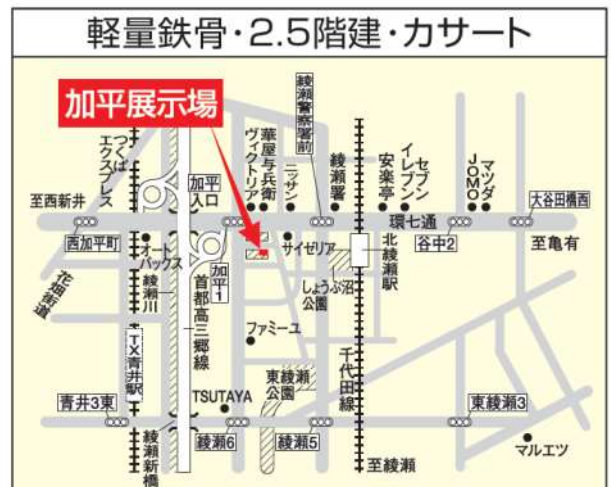 軽量鉄骨・2.5階建・カサート
加平展示場
つくば
エクスプレス
加平
入口
ヴィクトリア
華屋与兵衛
ニッサン
綾瀬警察署前
綾瀬署
安楽亭
セブン
イレブン
JOMO
マツダ
大谷田橋西
至西新井
環七通
西加平町
オート
バックス
加平1
サイゼリア
北綾瀬駅
谷中2
至亀有
花畑街道
綾瀬川
首都高三郷線
しょうぶ沼
公園
ファミーユ
TX青井駅
千代田線
東綾瀬
公園
TSUTAYA
青井3東
東綾瀬3
綾瀬新橋
綾瀬6
綾瀬5
至綾瀬
マルエツ